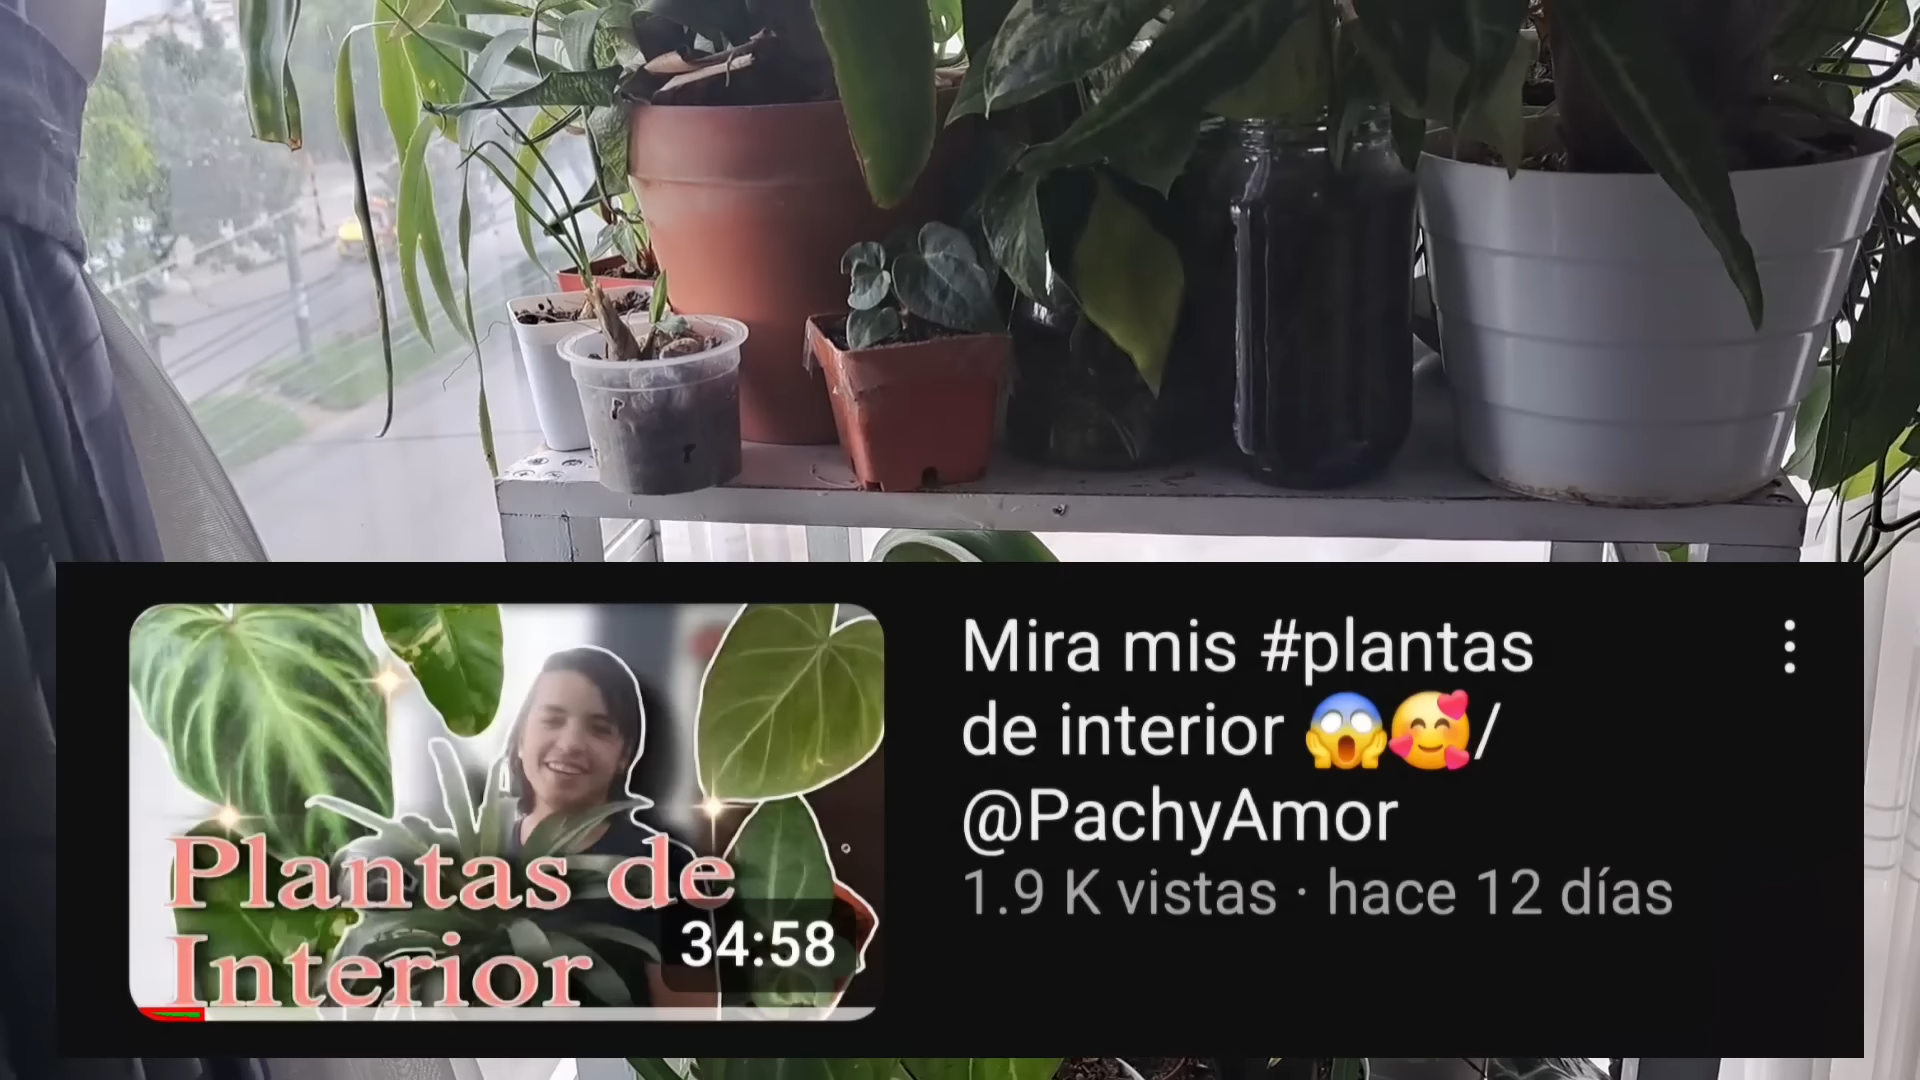 Mira mis #plantas
de interior 😱🥰/
@PachyAmor
1.9 K vistas · hace 12 días
Plantas de
Interior
34:58